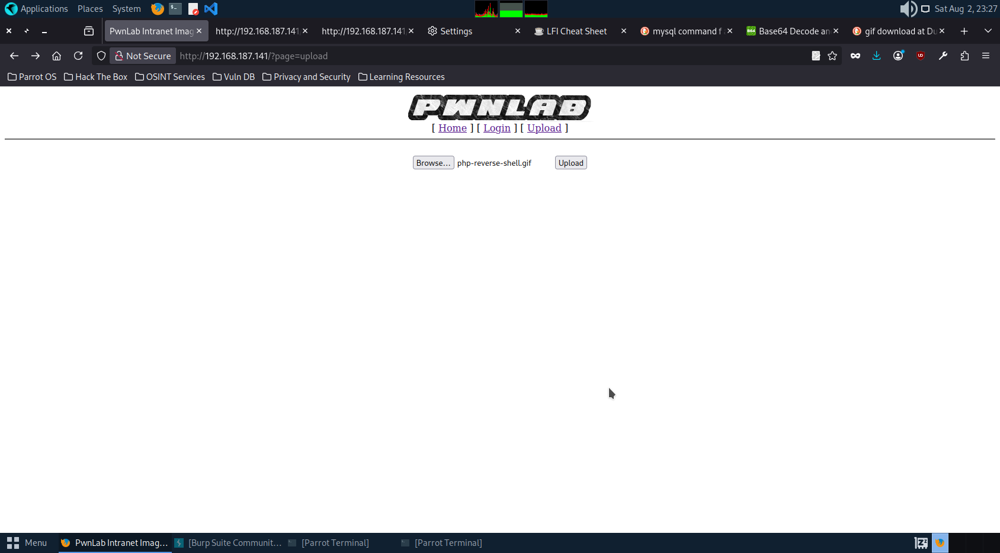 Applications Places System Sat Aug 2, 23:27
PwnLab Intranet Imag http://192.168.187.141 http://192.168.187.141 Settings LFI Cheat Sheet mysql command f Base64 Decode an gif download at Du
Not Secure http://192.168.187.141/?page=upload
Parrot OS Hack The Box OSINT Services Vuln DB Privacy and Security Learning Resources
PWNLAB
[ Home ] [ Login ] [ Upload ]
Browse... php-reverse-shell.gif Upload
Menu PwnLab Intranet Imag... [Burp Suite Communit... [Parrot Terminal] [Parrot Terminal]